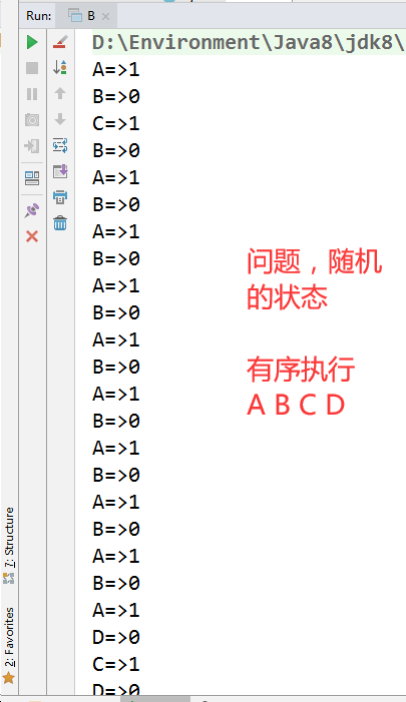 Run: B
D:\Environment\Java8\jdk8\
A=>1
B=>0
C=>1
B=>0
A=>1
B=>0
A=>1
B=>0
A=>1
B=>0
A=>1
B=>0
A=>1
B=>0
A=>1
B=>0
A=>1
B=>0
A=>1
B=>0
A=>1
D=>0
C=>1
D=>0
问题，随机
的状态
有序执行
A B C D
7: Structure
2: Favorites